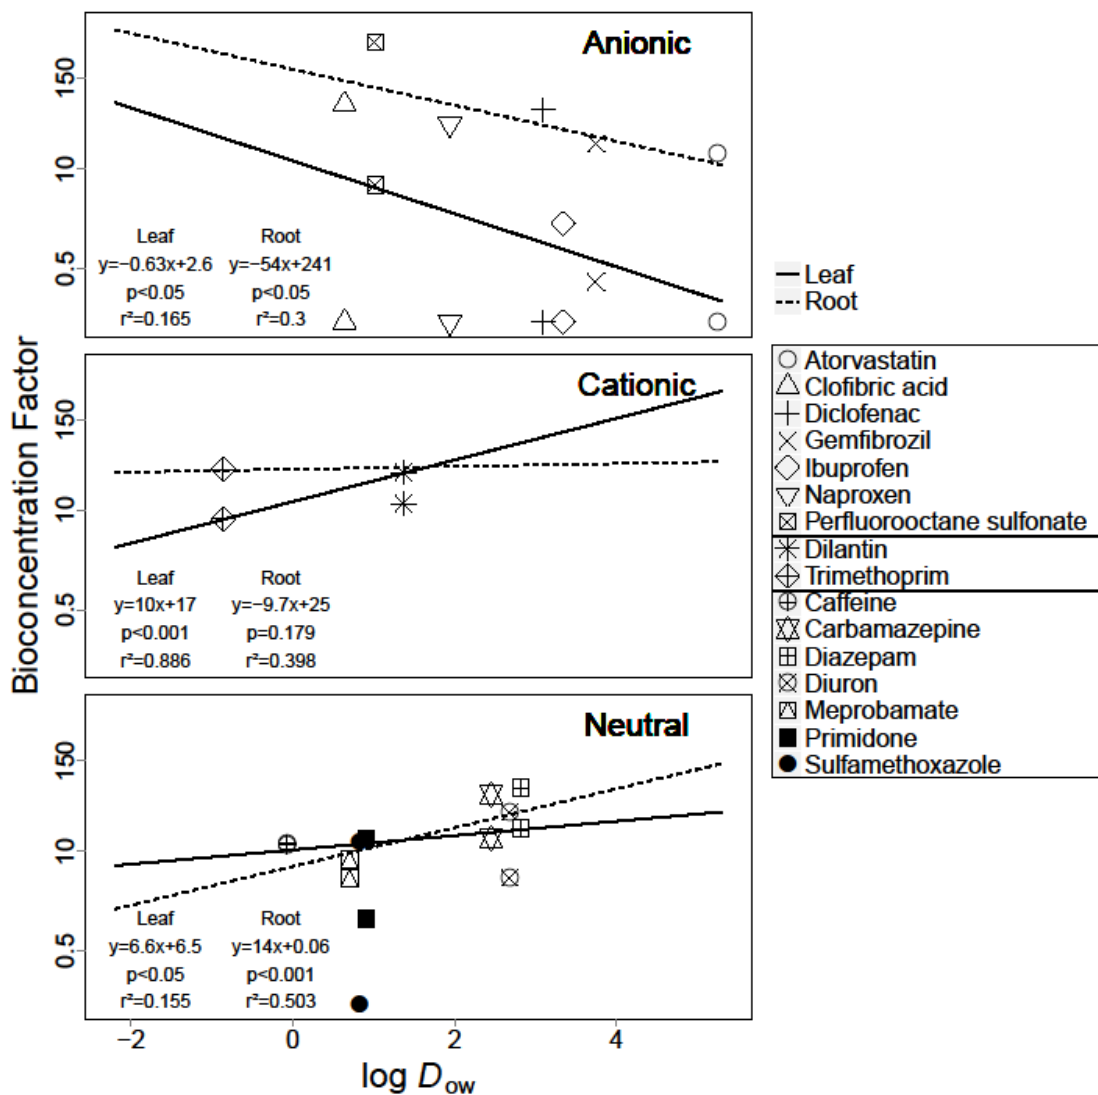 Anionic
150
10
0.5
Leaf Root
y=−0.63x+2.6 y=−54x+241
p<0.05 p<0.05
r²=0.165 r²=0.3
Cationic
150
10
0.5
Leaf Root
y=10x+17 y=−9.7x+25
p<0.001 p=0.179
r²=0.886 r²=0.398
Neutral
150
10
0.5
Leaf Root
y=6.6x+6.5 y=14x+0.06
p<0.05 p<0.001
r²=0.155 r²=0.503
−2 0 2 4
log Dow
Bioconcentration Factor
Leaf
Root
Atorvastatin
Clofibric acid
Diclofenac
Gemfibrozil
Ibuprofen
Naproxen
Perfluorooctane sulfonate
Dilantin
Trimethoprim
Caffeine
Carbamazepine
Diazepam
Diuron
Meprobamate
Primidone
Sulfamethoxazole